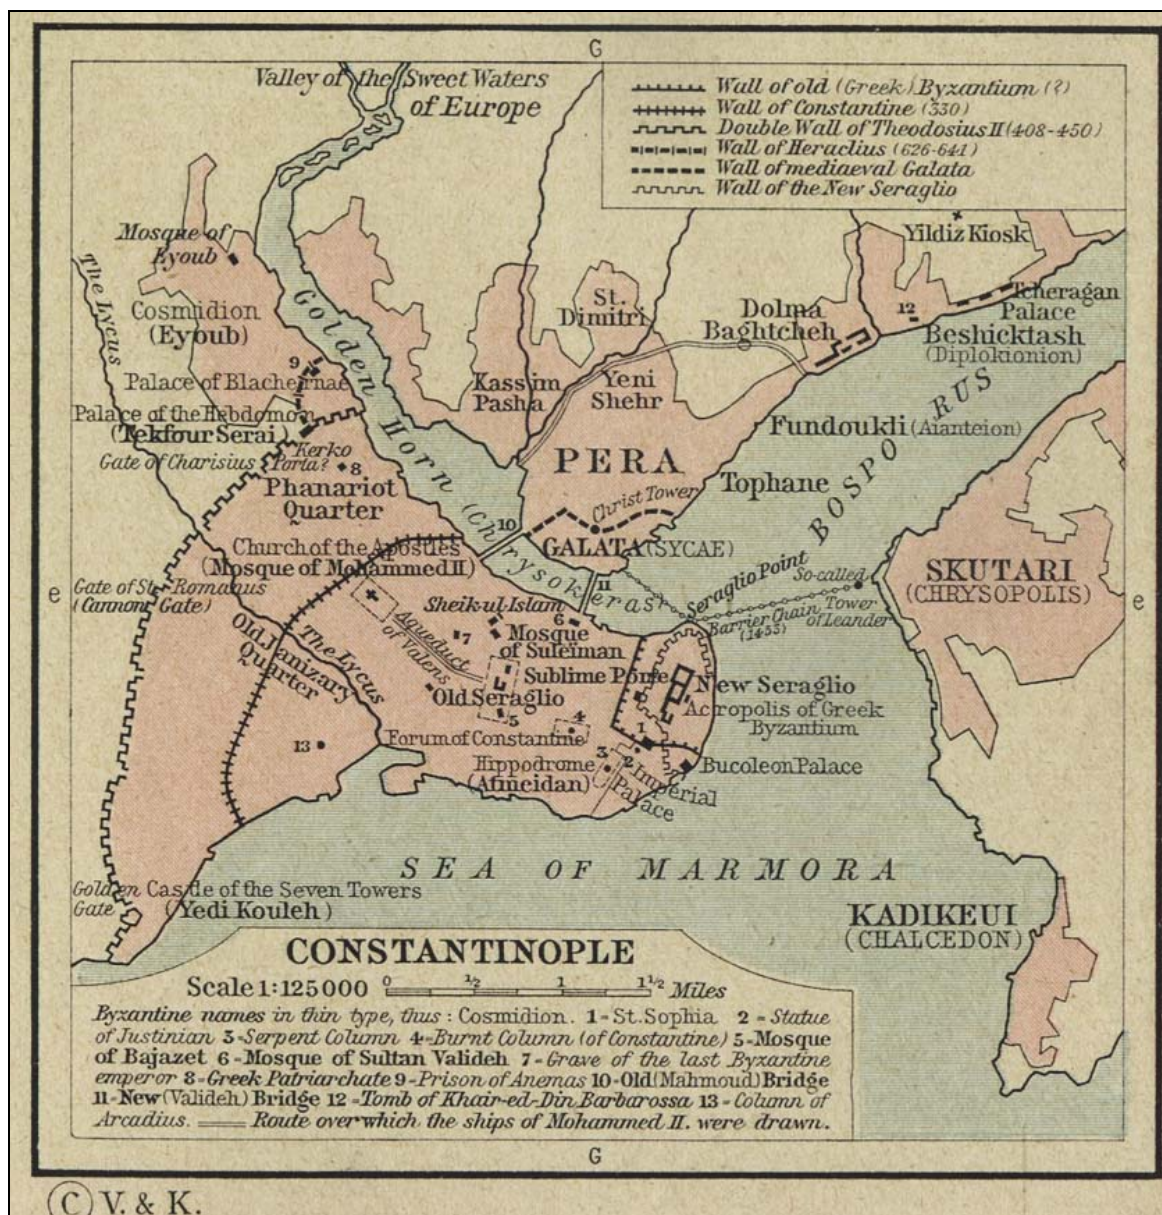 G
Valley of the Sweet Waters
of Europe
Wall of old (Greek) Byzantium (?)
Wall of Constantine (330)
Double Wall of Theodosius II (408-450)
Wall of Heraclius (626-641)
Wall of mediaeval Galata
Wall of the New Seraglio
Mosque of
Eyoub
Yildiz Kiosk
The Lycus
Cosmidion
(Eyoub)
Golden Horn (Chrysokeras)
St.
Dimitri
Dolma
Baghtcheh
12
Tcheragan
Palace
Beshicktash
(Diplokionion)
9
Palace of Blachernae
Kassim
Pasha
Yeni
Shehr
Palace of the Hebdomon
(Tekfour Serai)
Fundoukli (Aianteion)
BOSPORUS
Gate of Charisius
Kerko
Porta?
8
PERA
Tophane
Phanariot
Quarter
Christ Tower
10
GALATA (SYCAE)
Church of the Apostles
(Mosque of Mohammed II)
11
Seraglio Point
So-called
Tower
of Leander
Barrier Chain
(1453)
SKUTARI
(CHRYSOPOLIS)
e
e
Gate of St. Romanus
(Cannon Gate)
Sheik-ul-Islam
6
Old Janizary
Quarter
The Lycus
Aqueduct
of Valens
7
Mosque
of Suleïman
Sublime Porte
New Seraglio
Old Seraglio
5
Acropolis of Greek
Byzantium
4
Forum of Constantine
1
13
Hippodrome
(Atmeidan)
3
2
Imperial
Palace
Bucoleon Palace
SEA OF MARMORA
Golden
Gate
Castle of the Seven Towers
(Yedi Kouleh)
KADIKEUI
(CHALCEDON)
CONSTANTINOPLE
Scale 1:125000 0 ½ 1 1½ Miles
Byzantine names in thin type, thus: Cosmidion. 1=St.Sophia 2=Statue
of Justinian 3=Serpent Column 4=Burnt Column (of Constantine) 5=Mosque
of Bajazet 6=Mosque of Sultan Valideh 7=Grave of the last Byzantine
emperor 8=Greek Patriarchate 9=Prison of Anemas 10=Old (Mahmoud) Bridge
11=New (Valideh) Bridge 12=Tomb of Khair-ed-Din Barbarossa 13=Column of
Arcadius. Route over which the ships of Mohammed II. were drawn.
G
© V. & K.